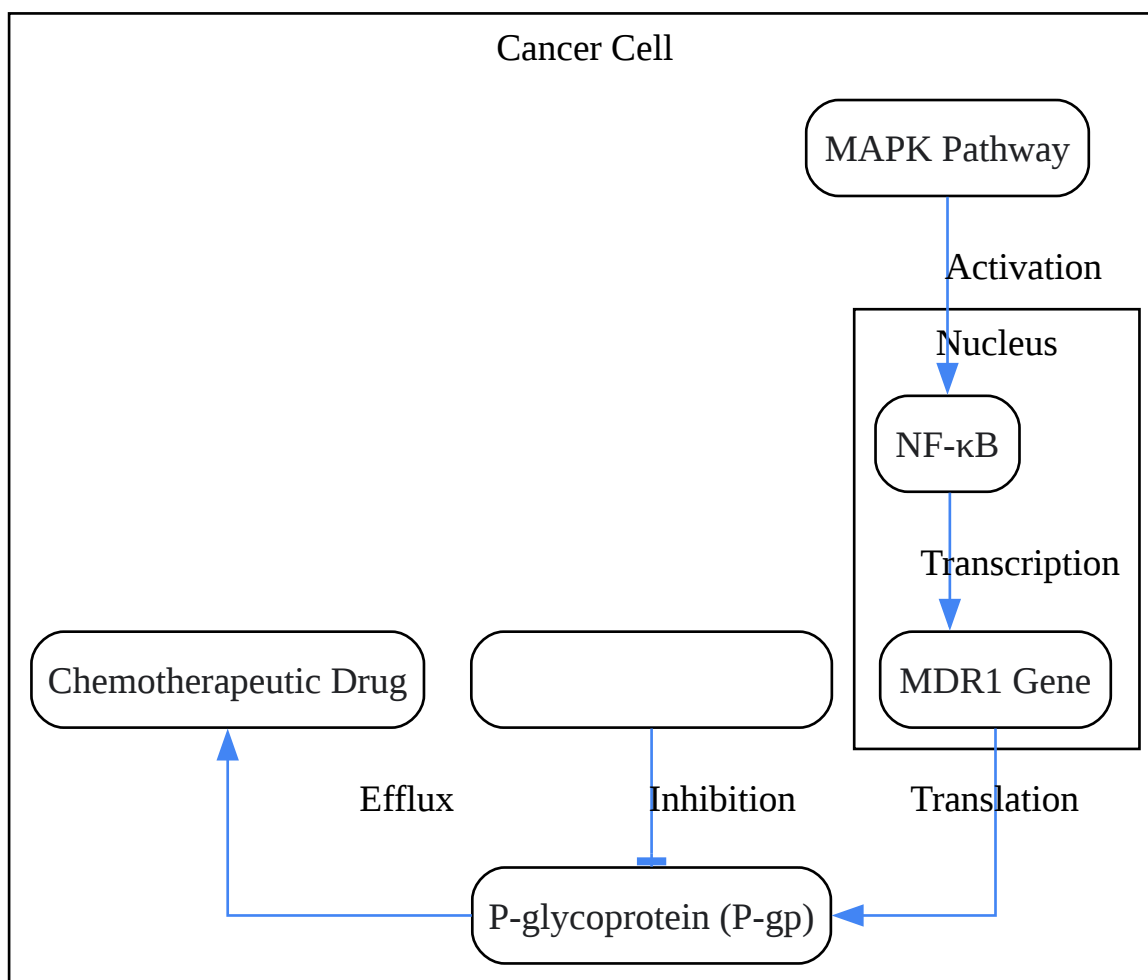 Cancer Cell
MAPK Pathway
Activation
Nucleus
NF-κB
Transcription
Chemotherapeutic Drug
MDR1 Gene
Efflux
Inhibition
Translation
P-glycoprotein (P-gp)